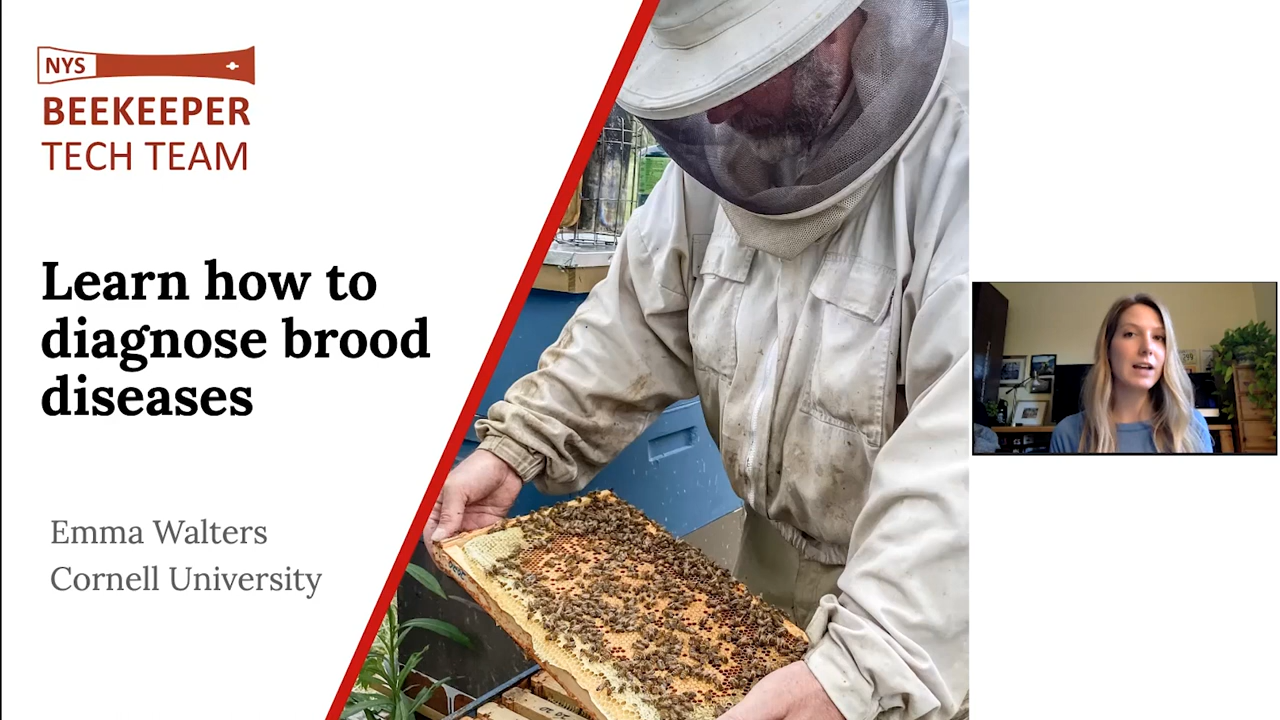 NYS
BEEKEEPER
TECH TEAM
Learn how to
diagnose brood
diseases
Emma Walters
Cornell University